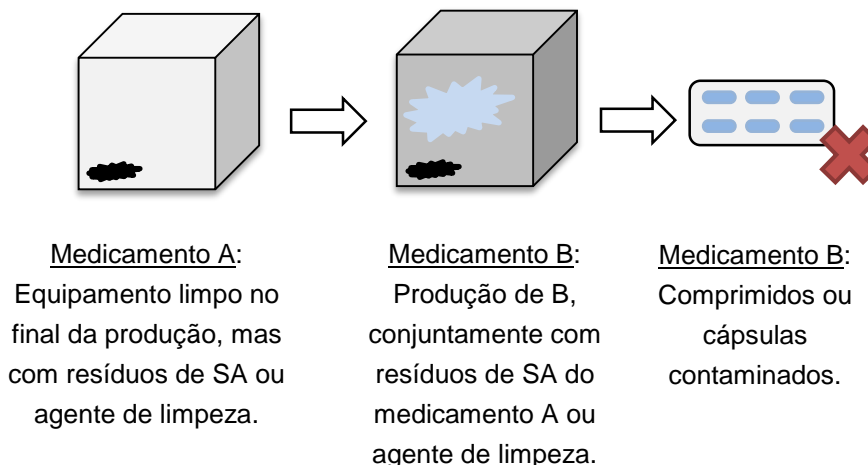 Medicamento A:
Equipamento limpo no
final da produção, mas
com resíduos de SA ou
agente de limpeza.
Medicamento B:
Produção de B,
conjuntamente com
resíduos de SA do
medicamento A ou
agente de limpeza.
Medicamento B:
Comprimidos ou
cápsulas
contaminados.